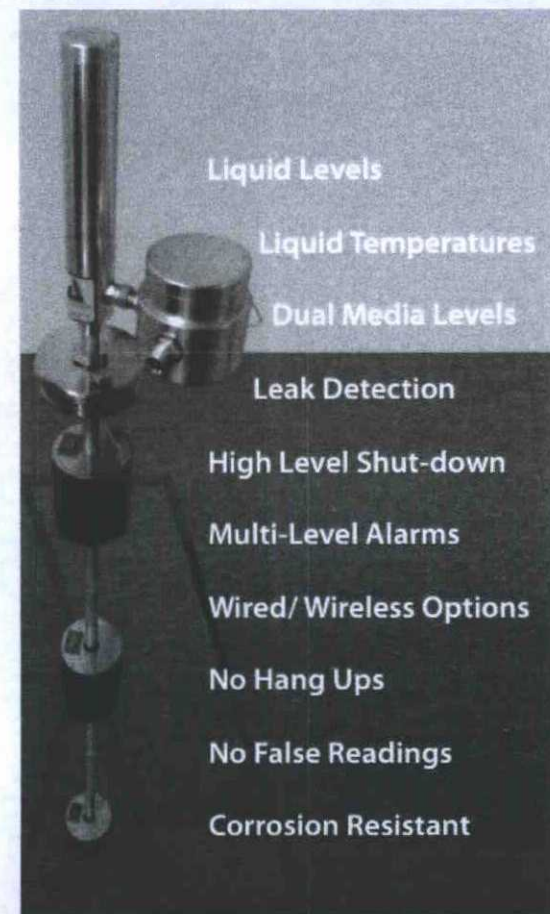 Liquid Levels
Liquid Temperatures
Dual Media Levels
Leak Detection
High Level Shut-down
Multi-Level Alarms
Wired/ Wireless Options
No Hang Ups
No False Readings
Corrosion Resistant